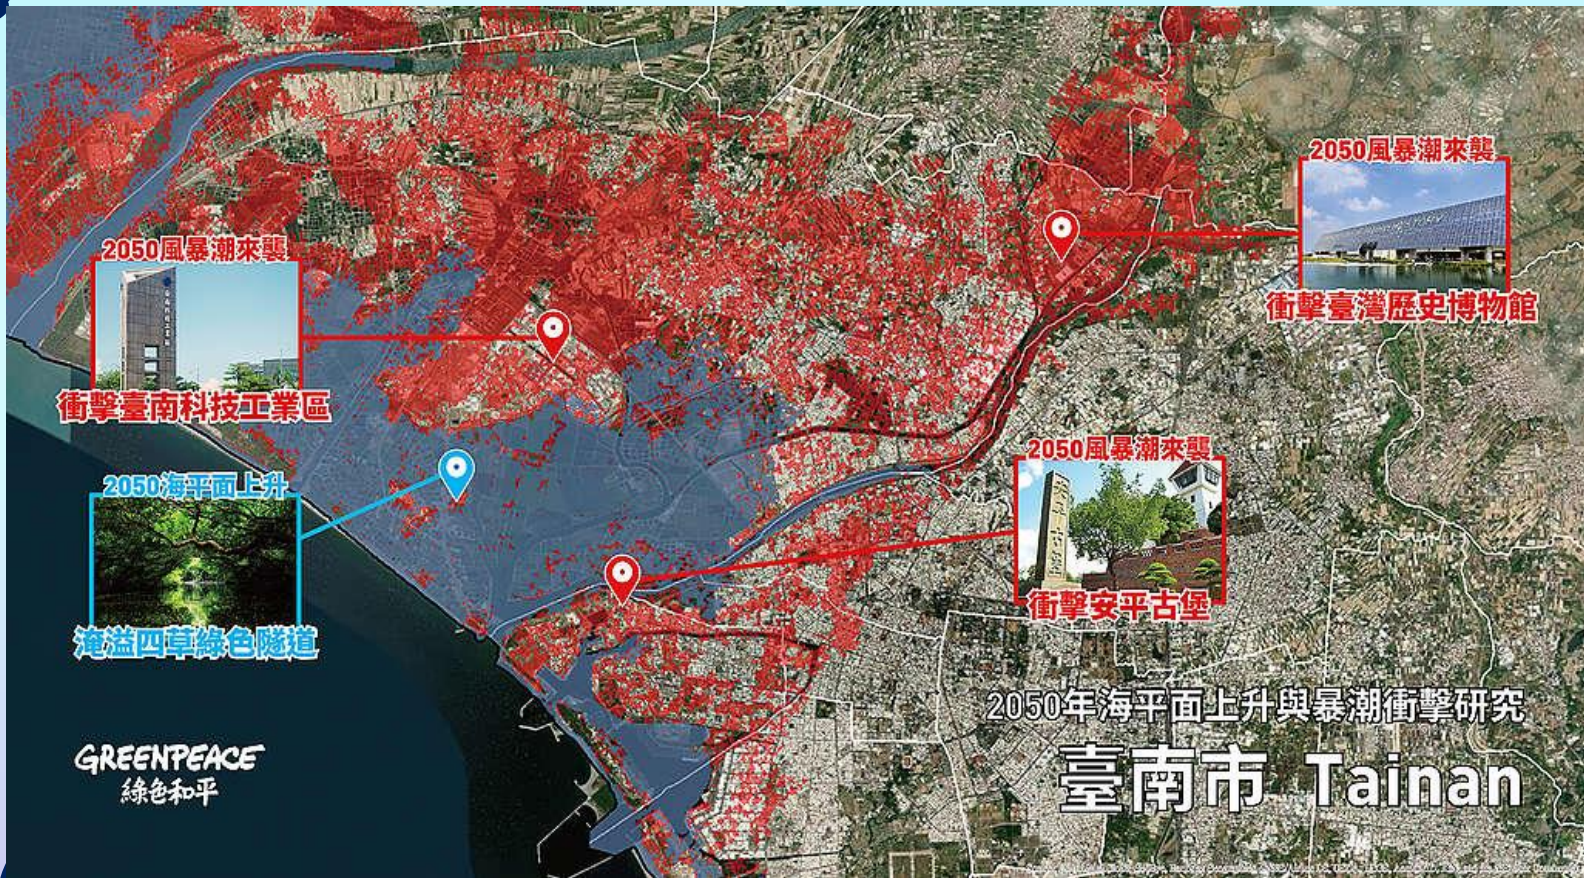 2050風暴潮來襲
衝擊臺灣歷史博物館
2050風暴潮來襲
衝擊臺南科技工業區
2050風暴潮來襲
衝擊安平古堡
2050海平面上升
淹溢四草綠色隧道
2050年海平面上升與暴潮衝擊研究
臺南市 Tainan
GREENPEACE
綠色和平